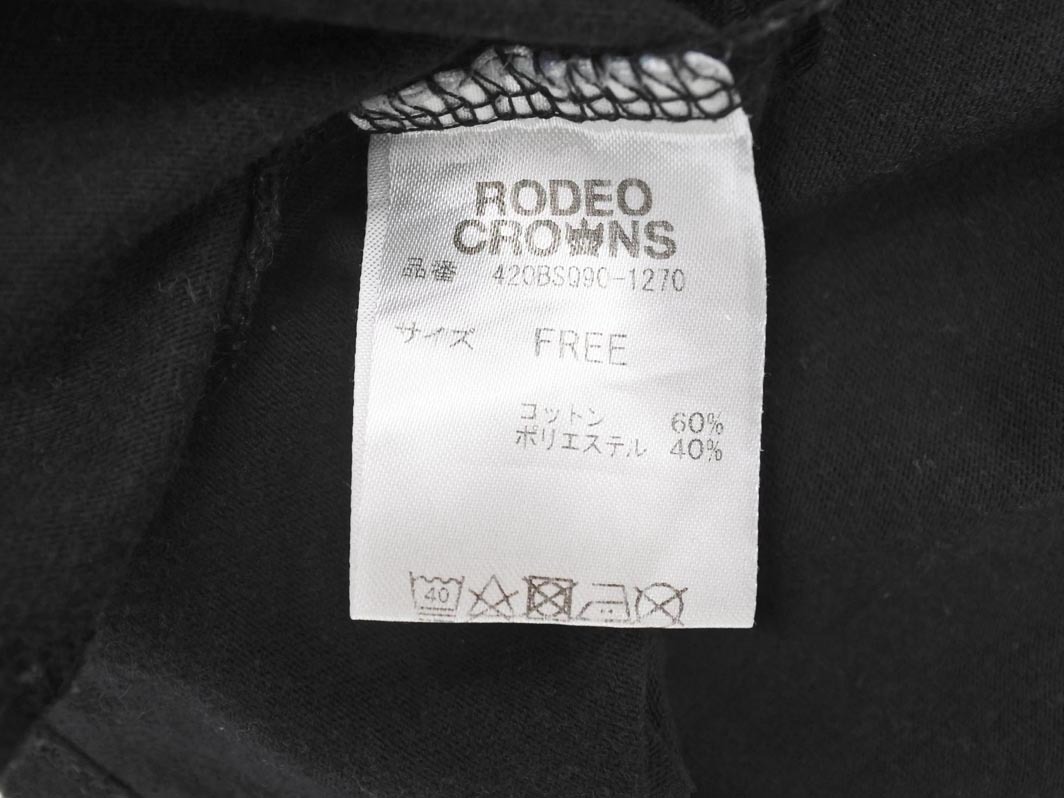 RODEO
CROWNS
品番 420BSQ90-1270
サイズ FREE
コットン 60%
ポリエステル 40%
40